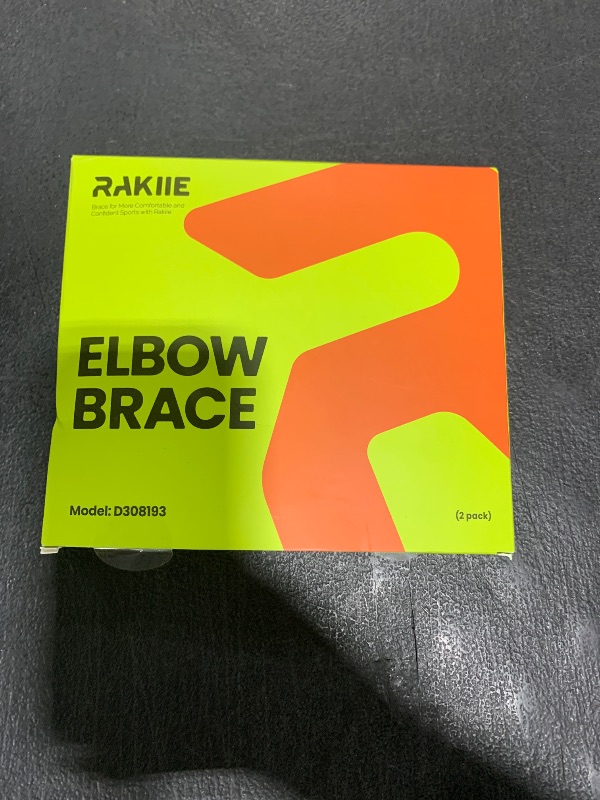 RAKIIE
Brace for More Comfortable and
Confident Sports with Rakiie
ELBOW
BRACE
Model: D308193
(2 pack)